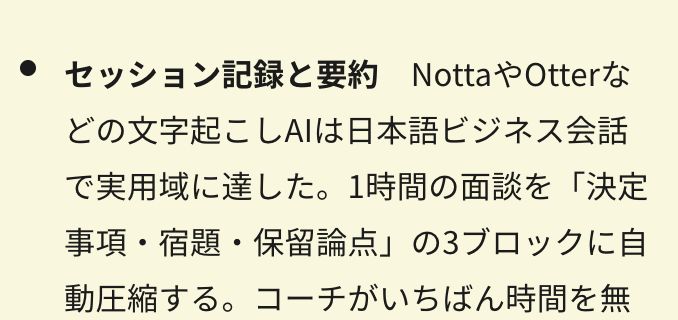 ● セッション記録と要約　NottaやOtterな
どの文字起こしAIは日本語ビジネス会話
で実用域に達した。1時間の面談を「決定
事項・宿題・保留論点」の3ブロックに自
動圧縮する。コーチがいちばん時間を無